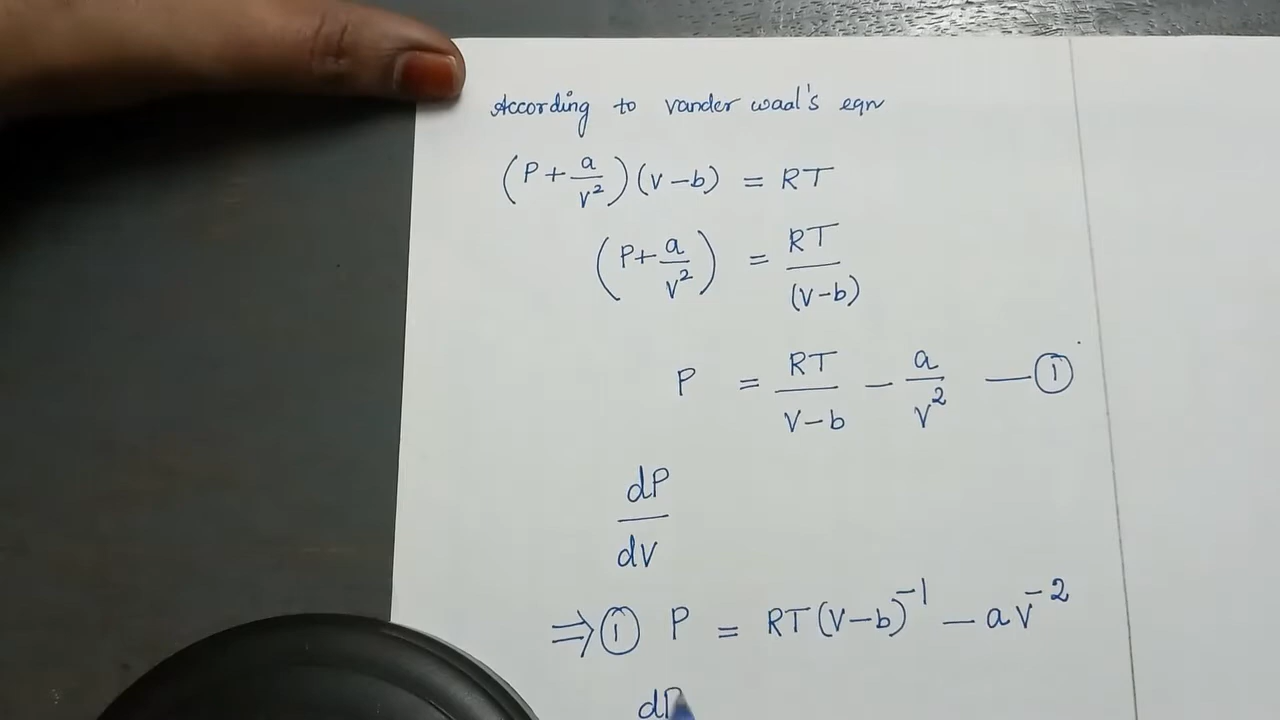 According to vander waal's eqn
(P + a/v²) (v - b) = RT
(P + a/v²) = RT/(v - b)
P = RT/(v - b) - a/v² — ①
dP/dv
⇒ ① P = RT (v - b)⁻¹ - av⁻²
dP